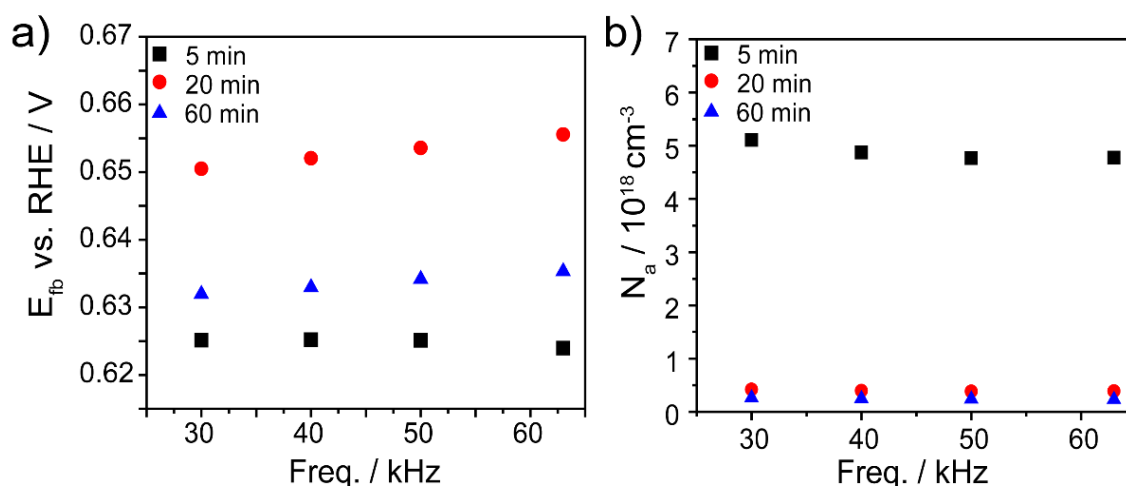 a)
5 min
20 min
60 min
0.67
0.66
0.65
0.64
0.63
0.62
E_fb vs. RHE / V
30 40 50 60
Freq. / kHz
b)
5 min
20 min
60 min
7
6
5
4
3
2
1
0
N_a / 10^18 cm^-3
30 40 50 60
Freq. / kHz